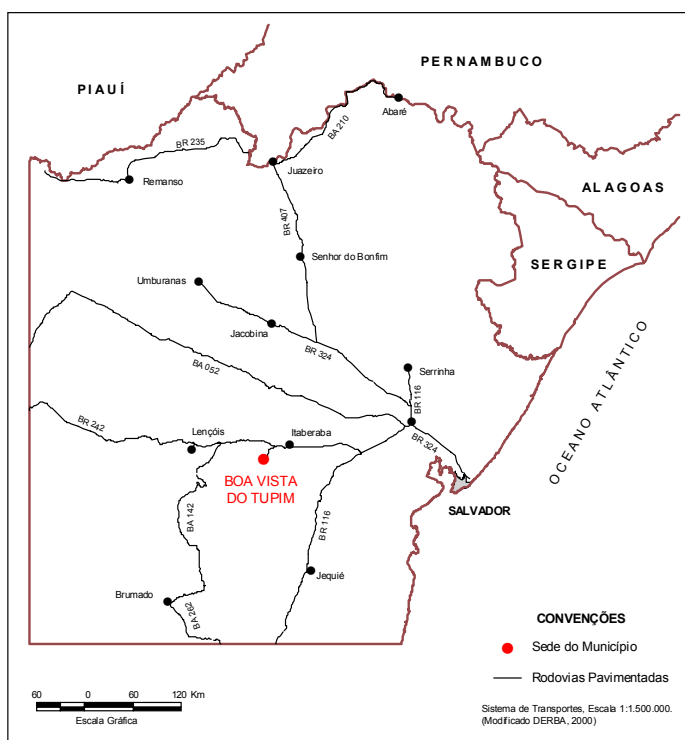 PERNAMBUCO
PIAUÍ
Abaré
BA 210
BR 235
Juazeiro
Remanso
ALAGOAS
BR 407
Senhor do Bonfim
SERGIPE
Umburanas
Jacobina
BR 324
OCEANO ATLÂNTICO
BA 052
Serrinha
BR 116
BR 242
Lençóis
Itaberaba
BR 324
BOA VISTA
DO TUPIM
SALVADOR
BA 142
BR 116
Jequié
Brumado
BA 262
CONVENÇÕES
Sede do Município
Rodovias Pavimentadas
60 0 60 120 Km
Escala Gráfica
Sistema de Transportes, Escala 1:1.500.000.
(Modificado DERBA, 2000)